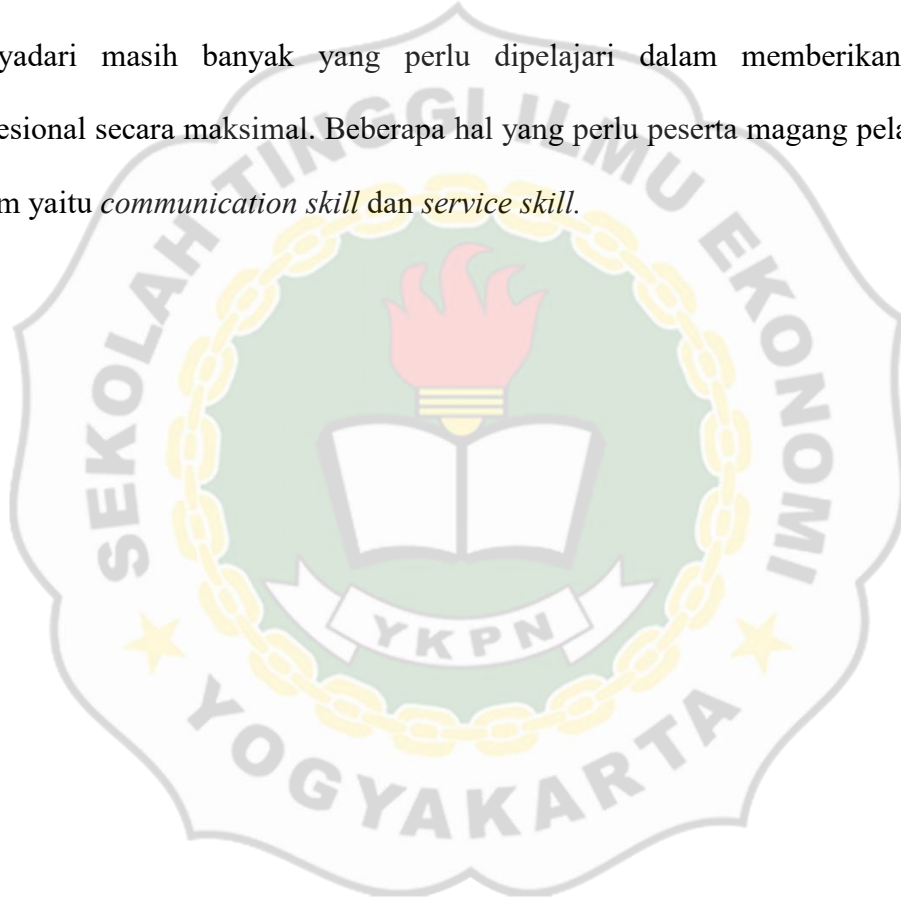 yadari masih banyak yang perlu dipelajari dalam memberikan
esional secara maksimal. Beberapa hal yang perlu peserta magang pela
m yaitu communication skill dan service skill.
SEKOLAH TINGGI ILMU EKONOMI
YKPN
YOGYAKARTA